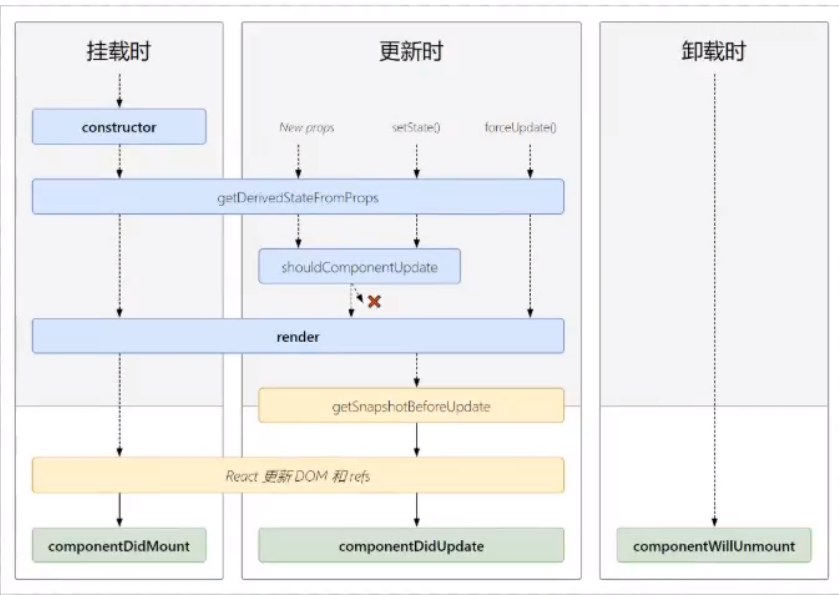 挂载时
更新时
卸载时
constructor
New props
setState()
forceUpdate()
getDerivedStateFromProps
shouldComponentUpdate
render
getSnapshotBeforeUpdate
React 更新 DOM 和 refs
componentDidMount
componentDidUpdate
componentWillUnmount